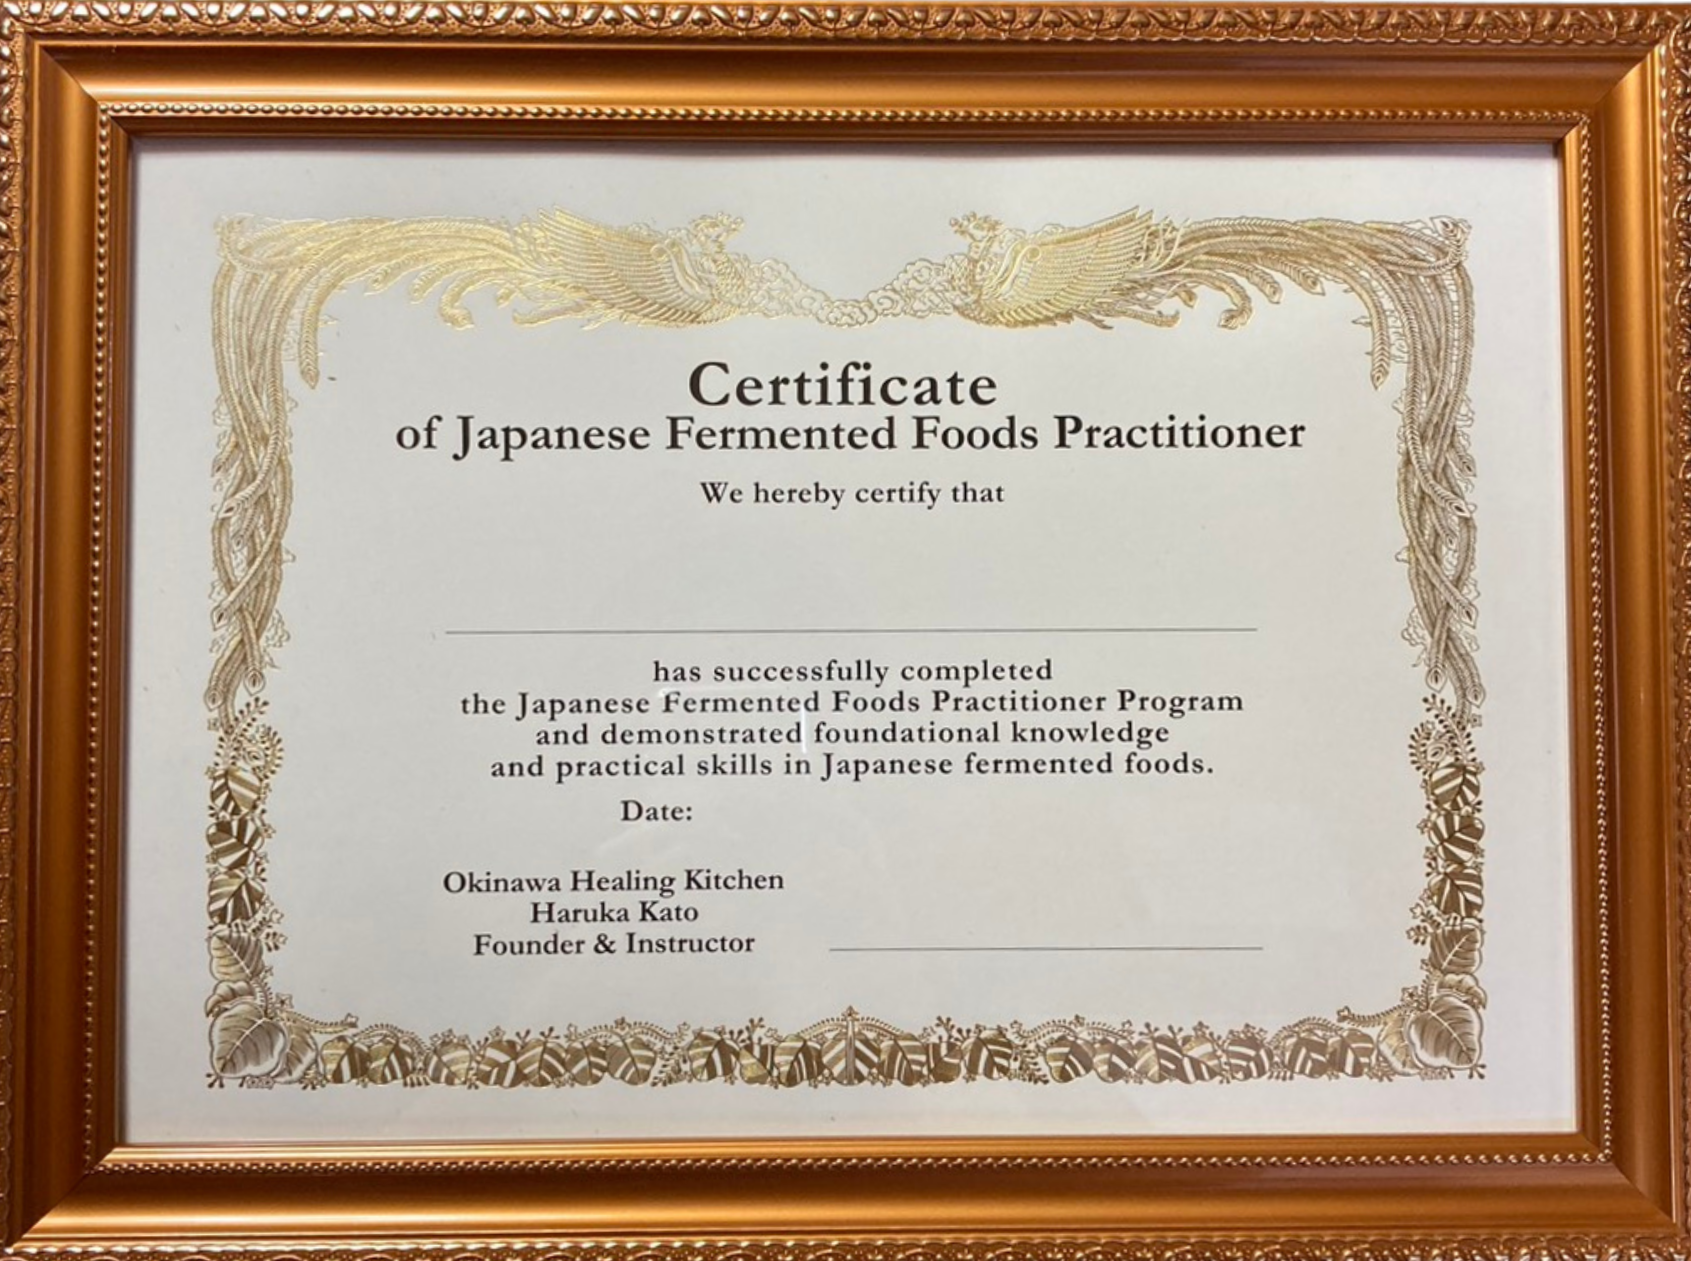 Certificate
of Japanese Fermented Foods Practitioner
We hereby certify that
has successfully completed
the Japanese Fermented Foods Practitioner Program
and demonstrated foundational knowledge
and practical skills in Japanese fermented foods.
Date:
Okinawa Healing Kitchen
Haruka Kato
Founder & Instructor